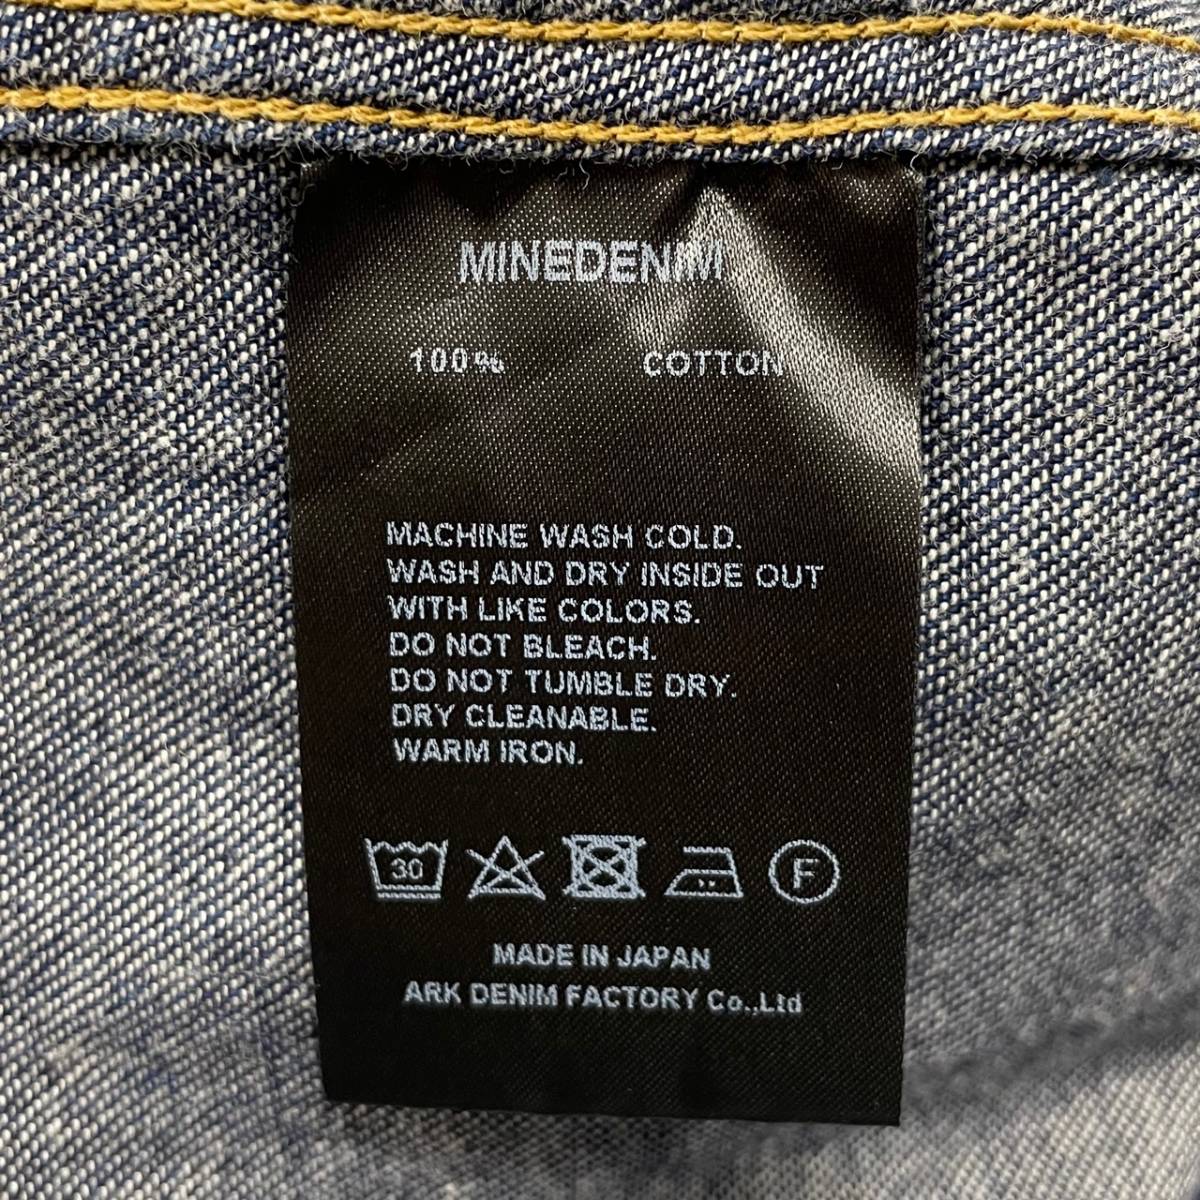 MINEDENIM
100% COTTON
MACHINE WASH COLD.
WASH AND DRY INSIDE OUT
WITH LIKE COLORS.
DO NOT BLEACH.
DO NOT TUMBLE DRY.
DRY CLEANABLE.
WARM IRON.
30 F
MADE IN JAPAN
ARK DENIM FACTORY Co.,Ltd